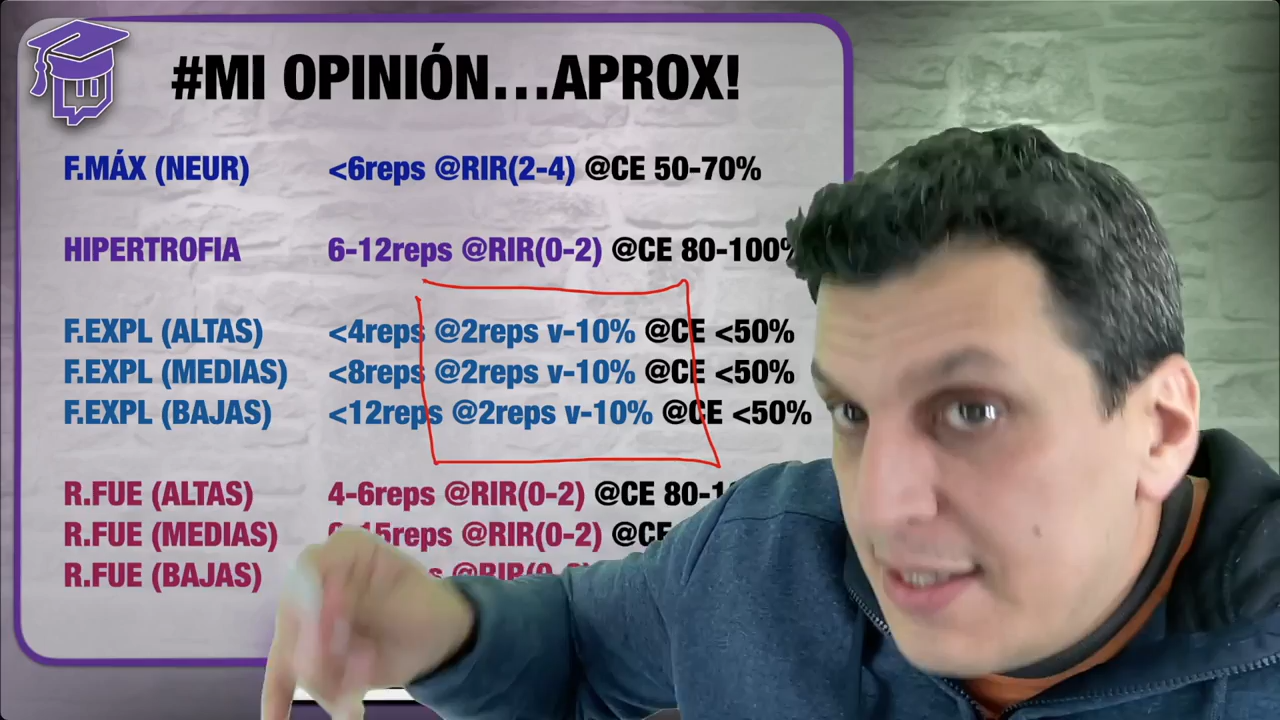 #MI OPINIÓN...APROX!
F.MÁX (NEUR) <6reps @RIR(2-4) @CE 50-70%
HIPERTROFIA 6-12reps @RIR(0-2) @CE 80-100%
F.EXPL (ALTAS) <4reps @2reps v-10% @CE <50%
F.EXPL (MEDIAS) <8reps @2reps v-10% @CE <50%
F.EXPL (BAJAS) <12reps @2reps v-10% @CE <50%
R.FUE (ALTAS) 4-6reps @RIR(0-2) @CE
R.FUE (MEDIAS) @RIR(0-2) @CE
R.FUE (BAJAS)